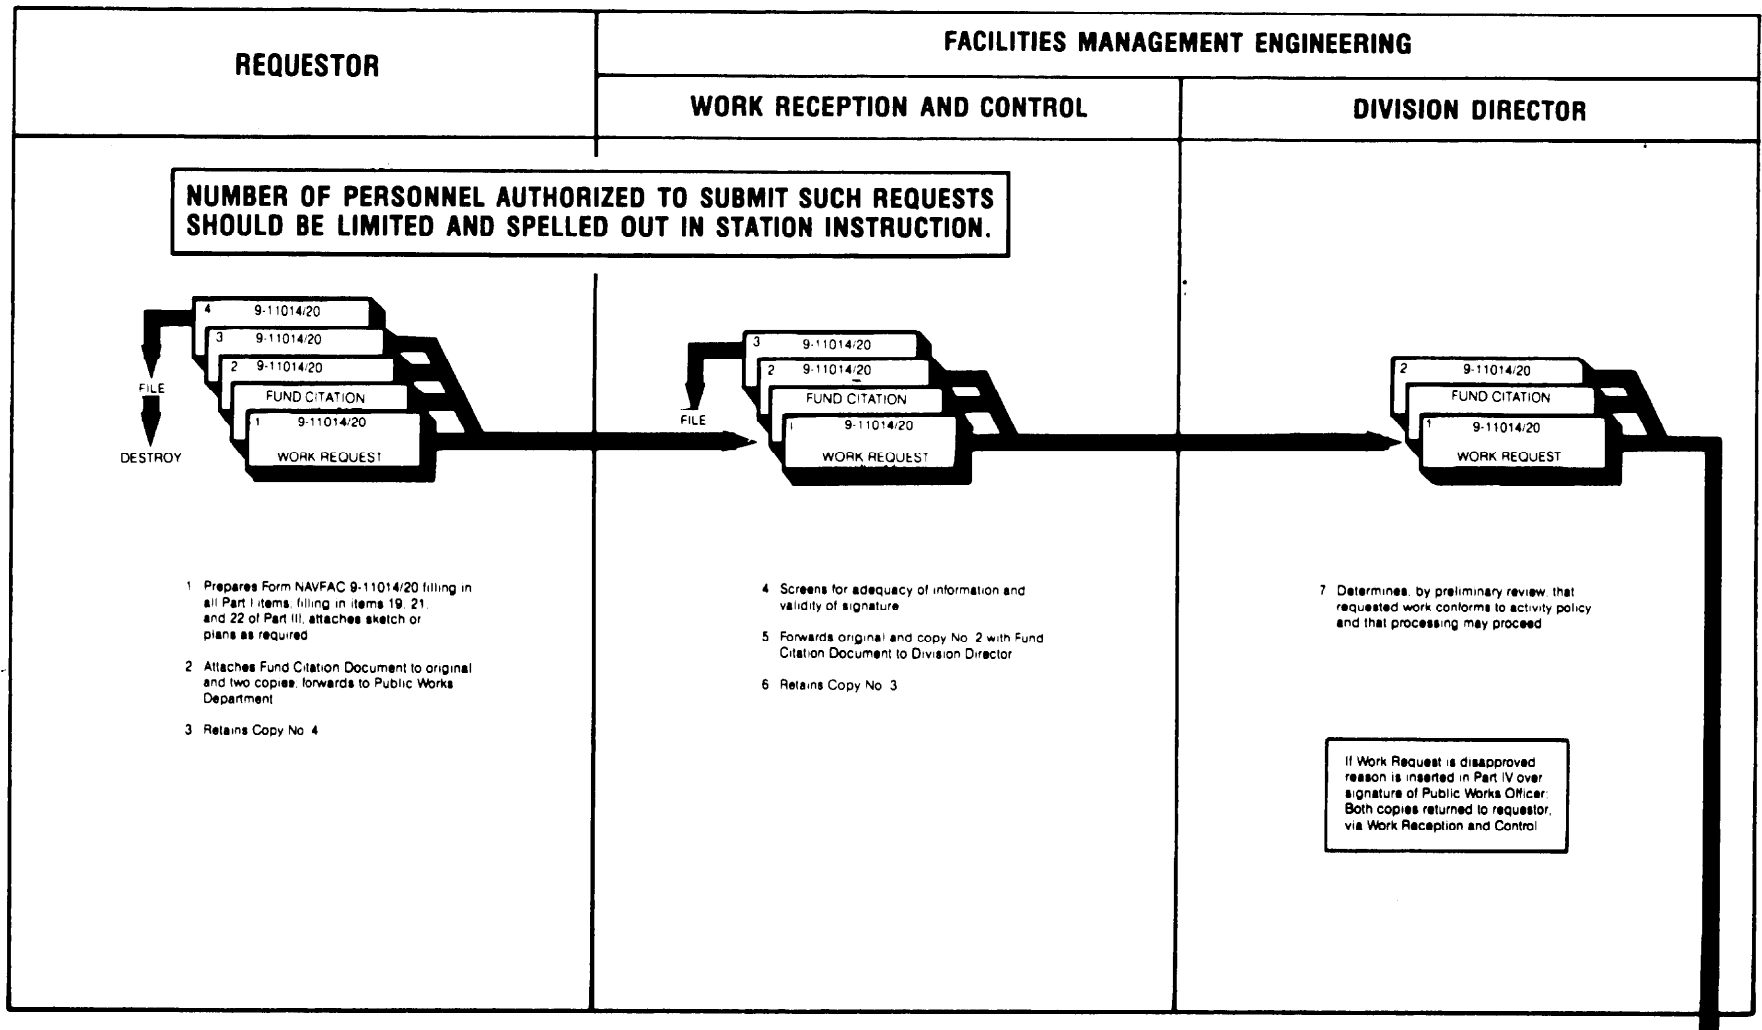 REQUESTOR
FACILITIES MANAGEMENT ENGINEERING
WORK RECEPTION AND CONTROL
DIVISION DIRECTOR
NUMBER OF PERSONNEL AUTHORIZED TO SUBMIT SUCH REQUESTS
SHOULD BE LIMITED AND SPELLED OUT IN STATION INSTRUCTION.
4 9-11014/20
3 9-11014/20
2 9-11014/20
FUND CITATION
1 9-11014/20
WORK REQUEST
FILE
DESTROY
3 9-11014/20
2 9-11014/20
FUND CITATION
1 9-11014/20
WORK REQUEST
FILE
2 9-11014/20
FUND CITATION
1 9-11014/20
WORK REQUEST
1 Prepares Form NAVFAC 9-11014/20 filling in
all Part I items, filling in items 19, 21,
and 22 of Part III, attaches sketch or
plans as required
2 Attaches Fund Citation Document to original
and two copies, forwards to Public Works
Department
3 Retains Copy No 4
4 Screens for adequacy of information and
validity of signature
5 Forwards original and copy No 2 with Fund
Citation Document to Division Director
6 Retains Copy No 3
7 Determines, by preliminary review, that
requested work conforms to activity policy
and that processing may proceed
If Work Request is disapproved
reason is inserted in Part IV over
signature of Public Works Officer;
Both copies returned to requestor,
via Work Reception and Control